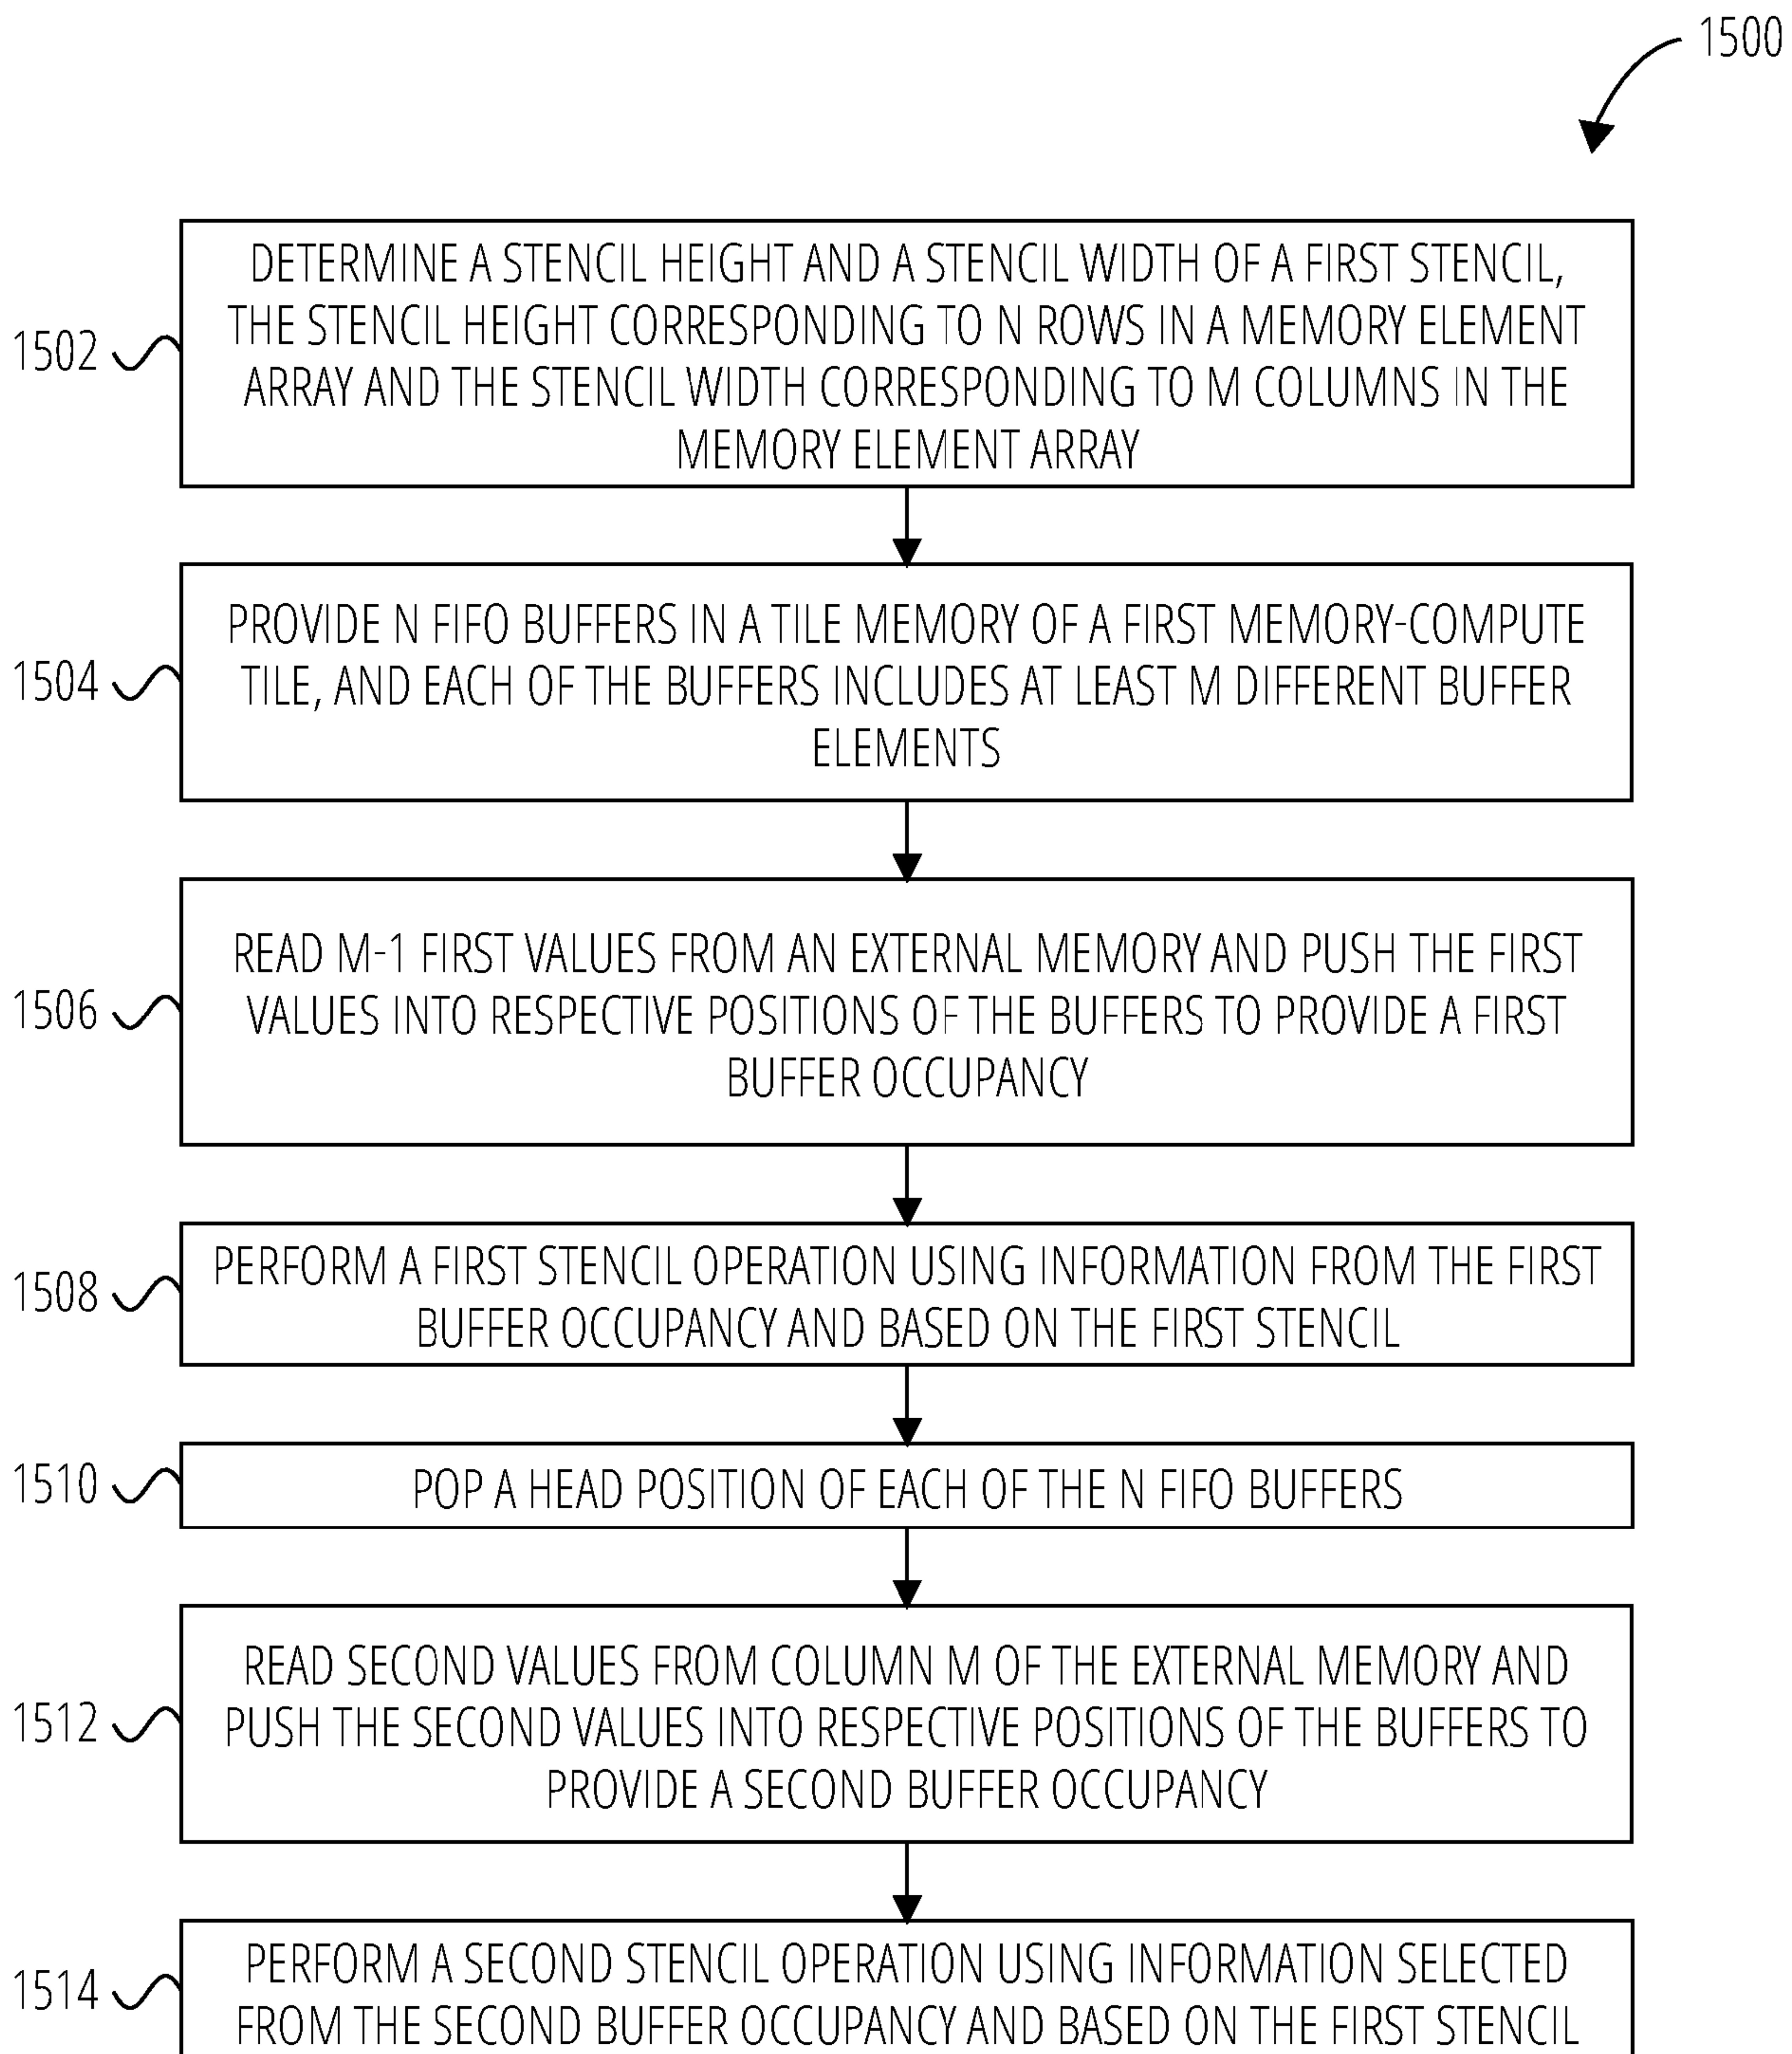 1500
DETERMINE A STENCIL HEIGHT AND A STENCIL WIDTH OF A FIRST STENCIL,
THE STENCIL HEIGHT CORRESPONDING TO N ROWS IN A MEMORY ELEMENT
1502
ARRAY AND THE STENCIL WIDTH CORRESPONDING TO M COLUMNS IN THE
MEMORY ELEMENT ARRAY
PROVIDE N FIFO BUFFERS IN A TILE MEMORY OF A FIRST MEMORY-COMPUTE
1504
TILE, AND EACH OF THE BUFFERS INCLUDES AT LEAST M DIFFERENT BUFFER
ELEMENTS
READ M-1 FIRST VALUES FROM AN EXTERNAL MEMORY AND PUSH THE FIRST
1506
VALUES INTO RESPECTIVE POSITIONS OF THE BUFFERS TO PROVIDE A FIRST
BUFFER OCCUPANCY
PERFORM A FIRST STENCIL OPERATION USING INFORMATION FROM THE FIRST
1508
BUFFER OCCUPANCY AND BASED ON THE FIRST STENCIL
1510
POP A HEAD POSITION OF EACH OF THE N FIFO BUFFERS
READ SECOND VALUES FROM COLUMN M OF THE EXTERNAL MEMORY AND
1512
PUSH THE SECOND VALUES INTO RESPECTIVE POSITIONS OF THE BUFFERS TO
PROVIDE A SECOND BUFFER OCCUPANCY
PERFORM A SECOND STENCIL OPERATION USING INFORMATION SELECTED
1514
FROM THE SECOND BUFFER OCCUPANCY AND BASED ON THE FIRST STENCIL